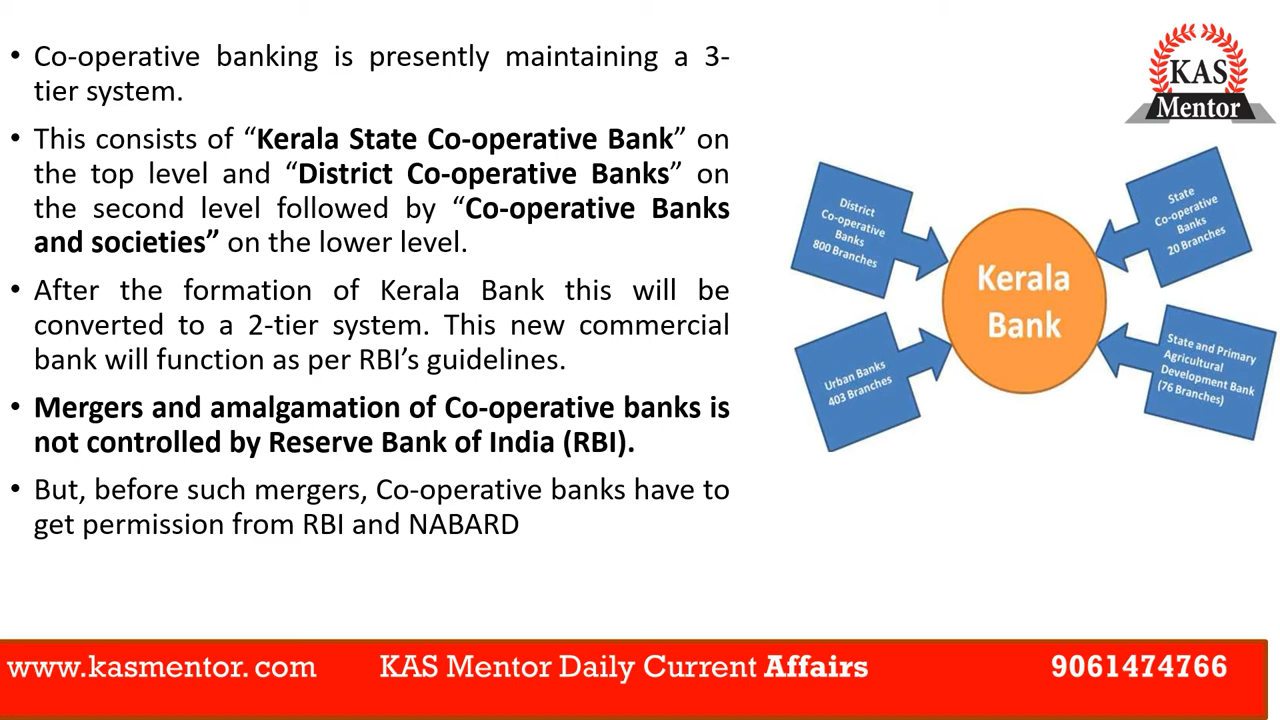 • Co-operative banking is presently maintaining a 3-
tier system.
• This consists of “Kerala State Co-operative Bank” on
the top level and “District Co-operative Banks” on
the second level followed by “Co-operative Banks
and societies” on the lower level.
• After the formation of Kerala Bank this will be
converted to a 2-tier system. This new commercial
bank will function as per RBI’s guidelines.
• Mergers and amalgamation of Co-operative banks is
not controlled by Reserve Bank of India (RBI).
• But, before such mergers, Co-operative banks have to
get permission from RBI and NABARD
KAS
Mentor
District
Co-operative
Banks
800 Branches
State
Co-operative
Banks
20 Branches
Kerala
Bank
Urban Banks
403 Branches
State and Primary
Agricultural
Development Bank
(76 Branches)
www.kasmentor. com KAS Mentor Daily Current Affairs 9061474766